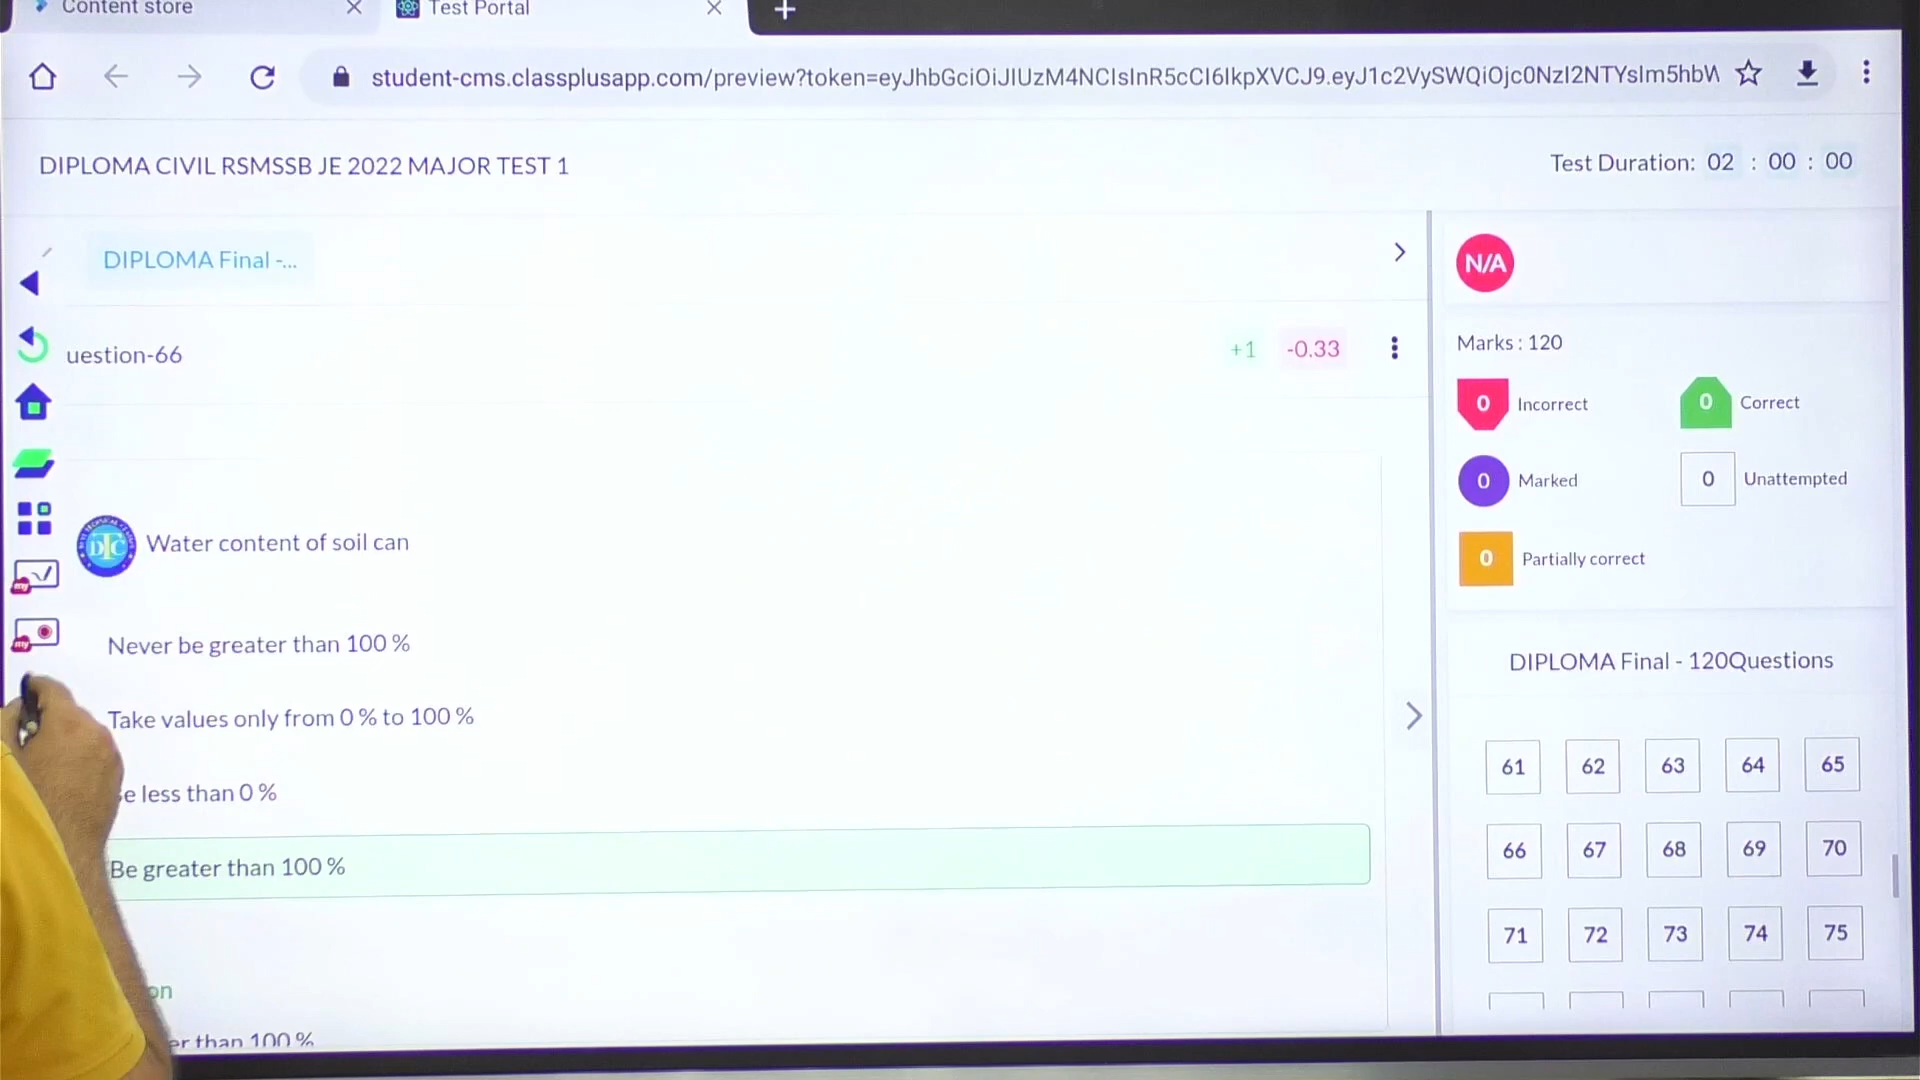 Content store
Test Portal
student-cms.classplusapp.com/preview?token=eyJhbGciOiJIUzM4NCIsInR5cCI6IkpXVCJ9.eyJ1c2VySWQiOjc0NzI2NTYsIm5hbW
DIPLOMA CIVIL RSMSSB JE 2022 MAJOR TEST 1
Test Duration: 02 : 00 : 00
DIPLOMA Final -...
N/A
uestion-66
+1 -0.33
Marks : 120
0 Incorrect
0 Correct
0 Marked
0 Unattempted
0 Partially correct
DTC
Water content of soil can
Never be greater than 100 %
Take values only from 0 % to 100 %
e less than 0 %
Be greater than 100 %
on
er than 100 %
DIPLOMA Final - 120Questions
61 62 63 64 65
66 67 68 69 70
71 72 73 74 75